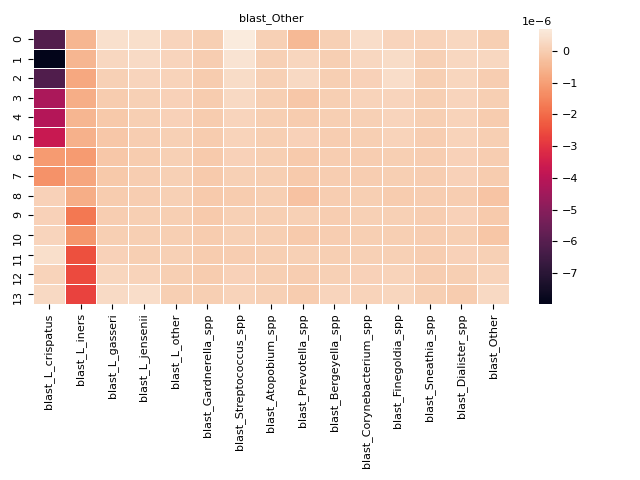 blast_Other
1e−6
0
1
2
3
4
5
6
7
8
9
10
11
12
13
0
−1
−2
−3
−4
−5
−6
−7
blast_L_crispatus
blast_L_iners
blast_L_gasseri
blast_L_jensenii
blast_L_other
blast_Gardnerella_spp
blast_Streptococcus_spp
blast_Atopobium_spp
blast_Prevotella_spp
blast_Bergeyella_spp
blast_Corynebacterium_spp
blast_Finegoldia_spp
blast_Sneathia_spp
blast_Dialister_spp
blast_Other